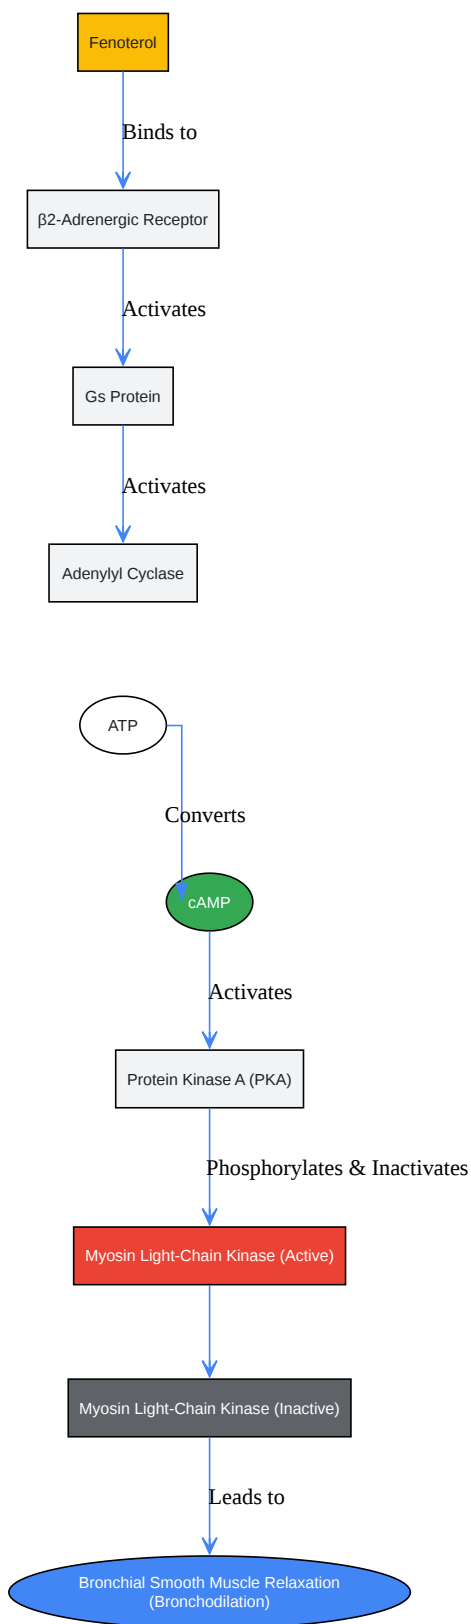 Fenoterol
Binds to
β2-Adrenergic Receptor
Activates
Gs Protein
Activates
Adenylyl Cyclase
ATP
Converts
cAMP
Activates
Protein Kinase A (PKA)
Phosphorylates & Inactivates
Myosin Light-Chain Kinase (Active)
Myosin Light-Chain Kinase (Inactive)
Leads to
Bronchial Smooth Muscle Relaxation
(Bronchodilation)